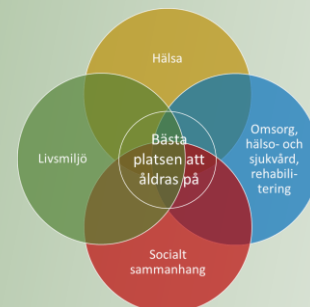 Hälsa
Livsmiljö
Bästa
platsen att
åldras på
Omsorg,
hälso- och
sjukvård,
rehabili-
tering
Socialt
sammanhang